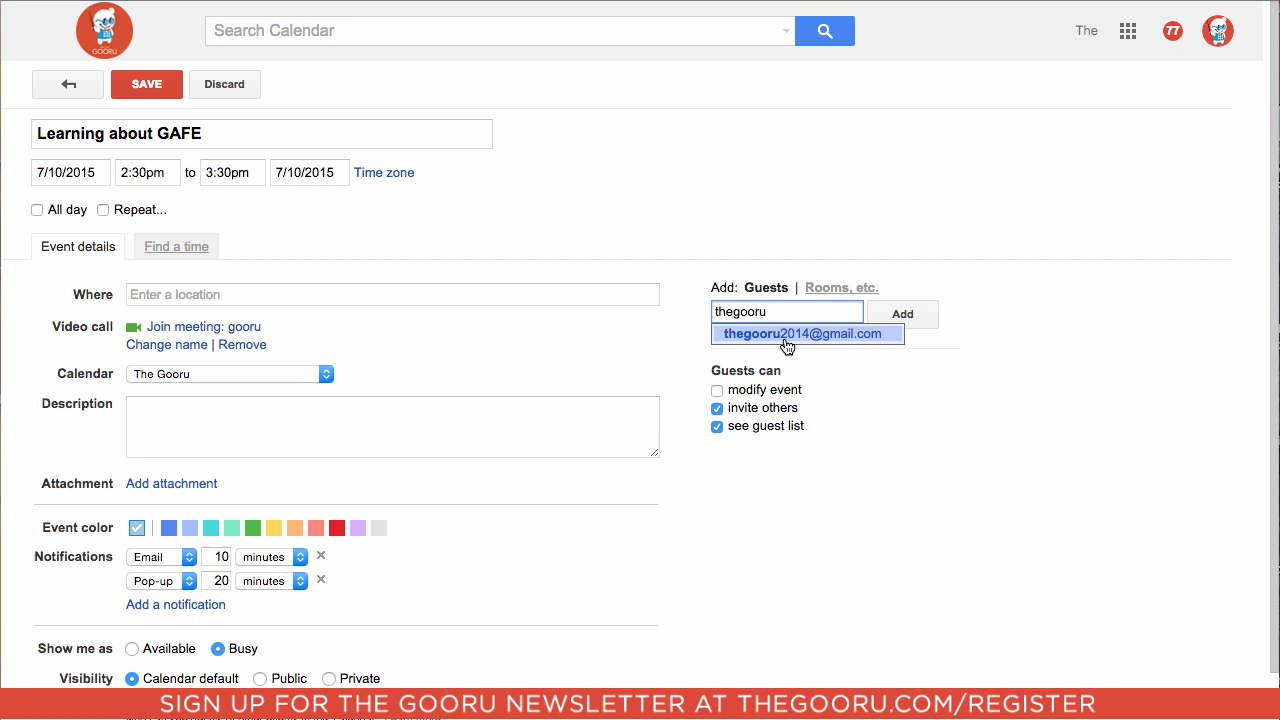 GOORU
Search Calendar
The
77
SAVE
Discard
Learning about GAFE
7/10/2015 2:30pm to 3:30pm 7/10/2015 Time zone
All day Repeat...
Event details Find a time
Where Enter a location
Video call Join meeting: gooru
Change name | Remove
Calendar The Gooru
Description
Attachment Add attachment
Event color
Notifications Email 10 minutes ×
Pop-up 20 minutes ×
Add a notification
Show me as Available Busy
Visibility Calendar default Public Private
Add: Guests | Rooms, etc.
thegooru Add
thegooru2014@gmail.com
Guests can
modify event
invite others
see guest list
SIGN UP FOR THE GOORU NEWSLETTER AT THEGOORU.COM/REGISTER